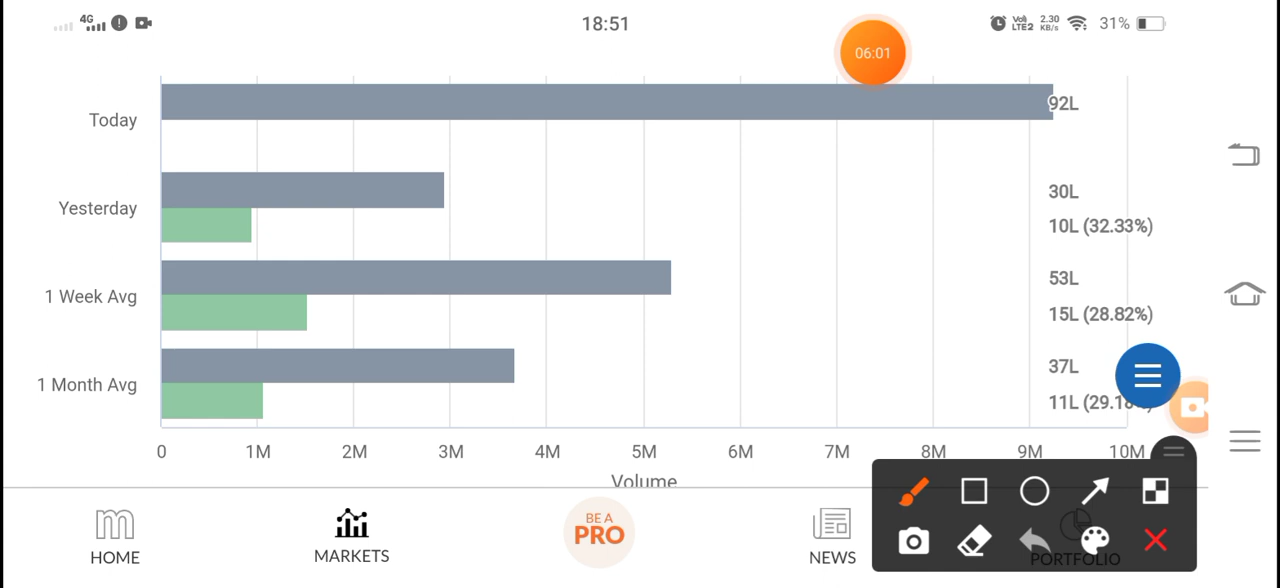 4G
18:51
Vo)) LTE2
2.30 KB/s
31%
06:01
Today
92L
Yesterday
30L
10L (32.33%)
1 Week Avg
53L
15L (28.82%)
1 Month Avg
37L
11L
0 1M 2M 3M 4M 5M 6M 7M 8M 9M 10M
Volume
m
HOME
MARKETS
BE A
PRO
NEWS
PORTFOLIO